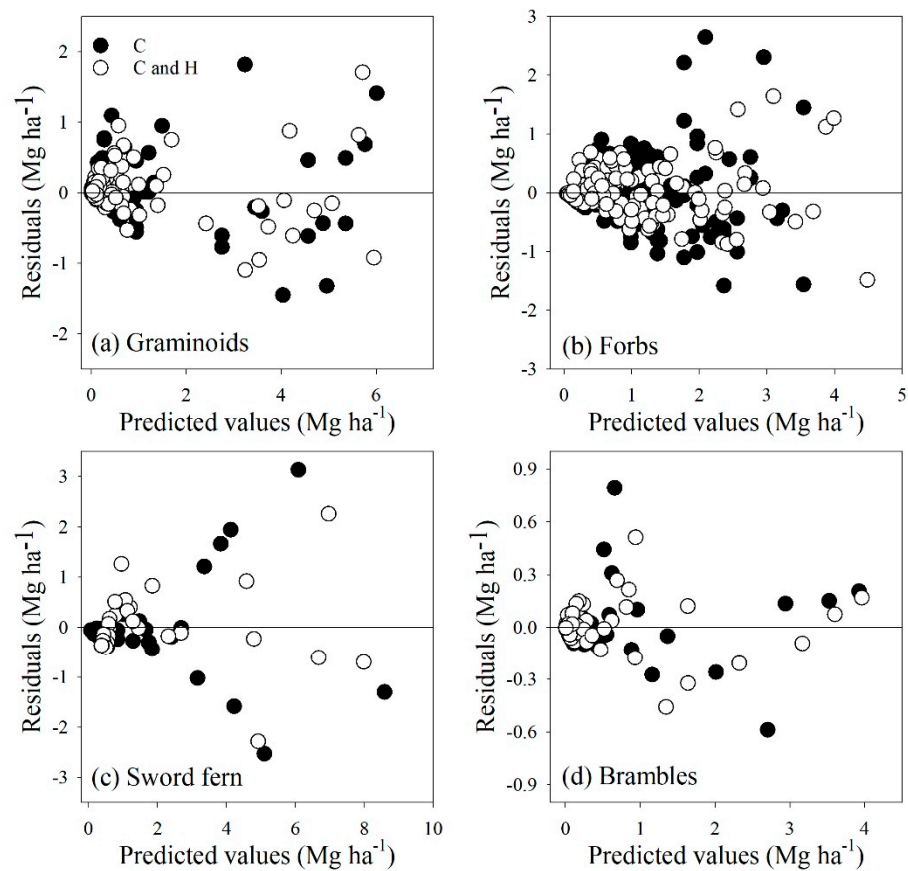 C
C and H
2
1
0
-1
-2
Residuals (Mg ha-1)
(a) Graminoids
0 2 4 6
Predicted values (Mg ha-1)
3
2
1
0
-1
-2
-3
Residuals (Mg ha-1)
(b) Forbs
0 1 2 3 4 5
Predicted values (Mg ha-1)
3
2
1
0
-1
-2
-3
Residuals (Mg ha-1)
(c) Sword fern
0 2 4 6 8 10
Predicted values (Mg ha-1)
0.9
0.6
0.3
0.0
-0.3
-0.6
-0.9
Residuals (Mg ha-1)
(d) Brambles
0 1 2 3 4
Predicted values (Mg ha-1)